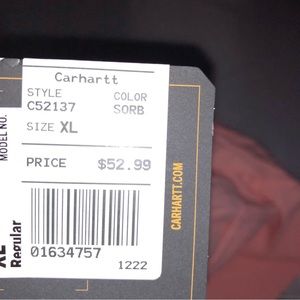 Carhartt
STYLE COLOR
C52137 SORB
SIZE XL
PRICE $52.99
01634757
1222
MODEL NO.
XL
Regular
CARHARTT.COM